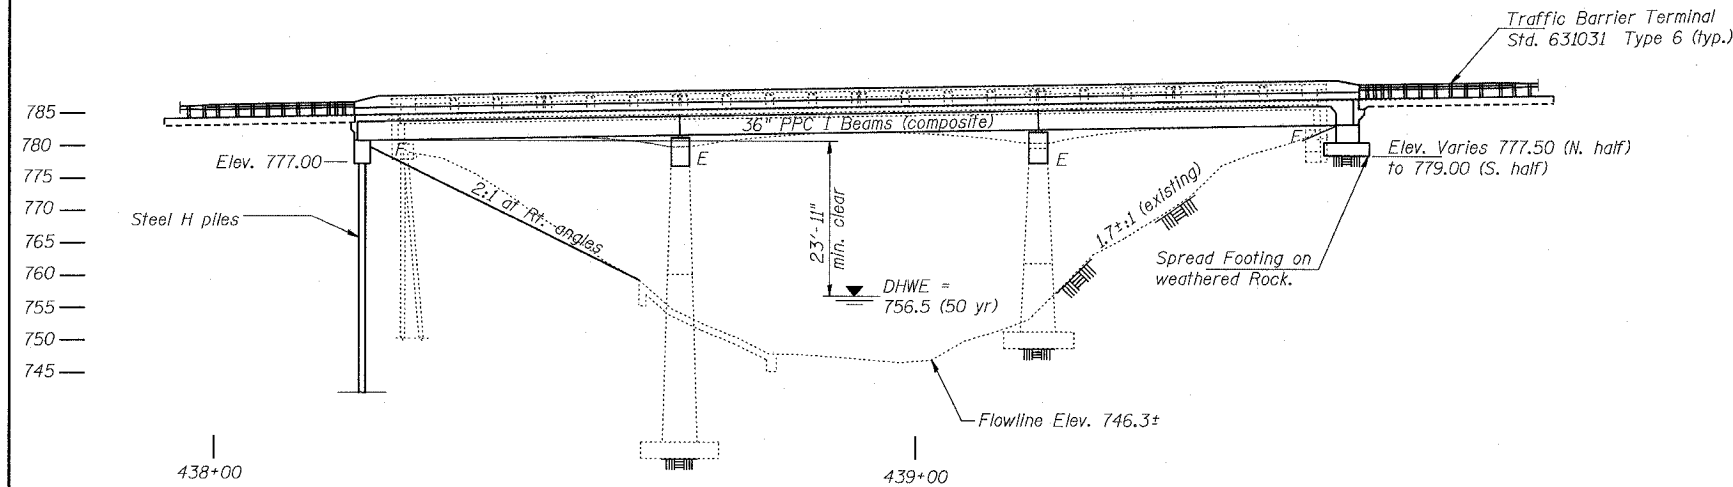 Traffic Barrier Terminal
Std. 631031 Type 6 (typ.)
785
780
775
770
765
760
755
750
745
36" PPC I Beams (composite)
F
E
E
F
Elev. 777.00
Elev. Varies 777.50 (N. half)
to 779.00 (S. half)
2:1 at Rt. angles
23'-11"
min. clear
1.7±:1 (existing)
Steel H piles
Spread Footing on
weathered Rock.
DHWE =
756.5 (50 yr)
Flowline Elev. 746.3±
438+00
439+00